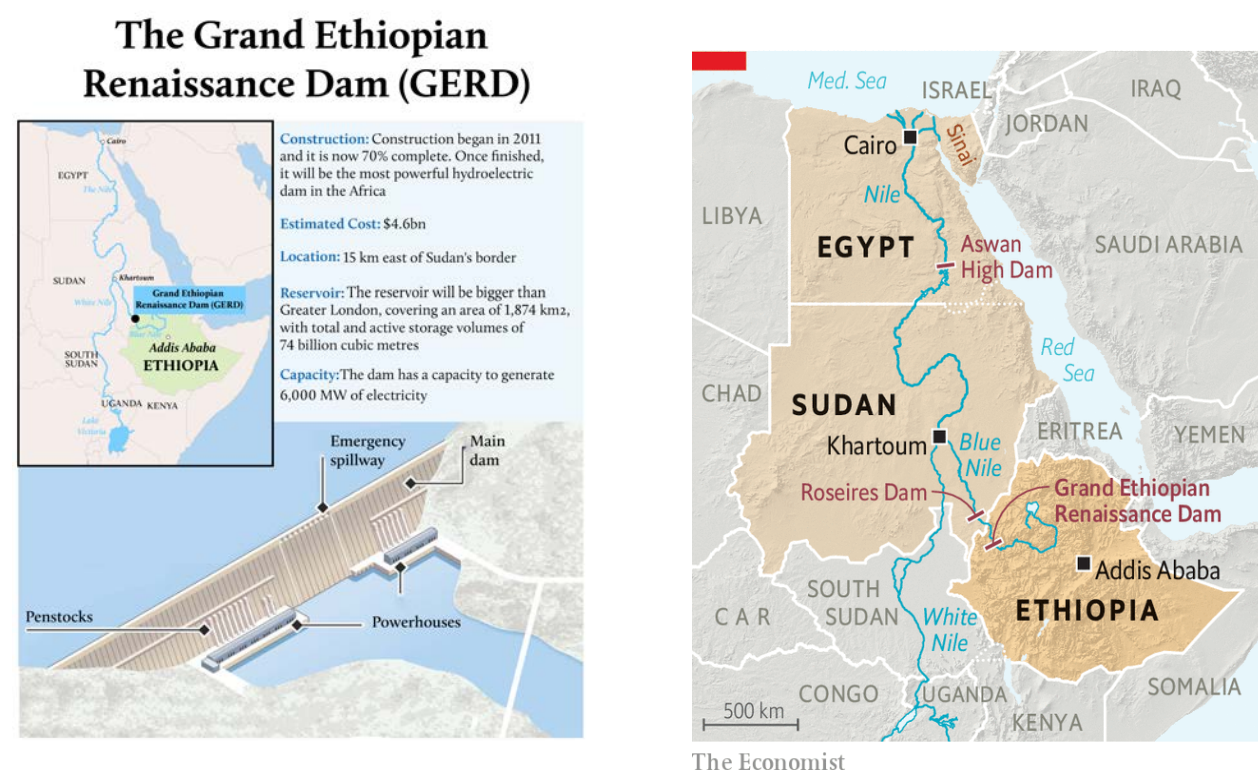 The Grand Ethiopian
Renaissance Dam (GERD)
Cairo
EGYPT
The Nile
SUDAN
Khartoum
White Nile
Grand Ethiopian
Renaissance Dam (GERD)
Blue Nile
Addis Ababa
ETHIOPIA
SOUTH
SUDAN
UGANDA
KENYA
Lake
Victoria
Construction: Construction began in 2011
and it is now 70% complete. Once finished,
it will be the most powerful hydroelectric
dam in the Africa
Estimated Cost: $4.6bn
Location: 15 km east of Sudan's border
Reservoir: The reservoir will be bigger than
Greater London, covering an area of 1,874 km2,
with total and active storage volumes of
74 billion cubic metres
Capacity:The dam has a capacity to generate
6,000 MW of electricity
Emergency
spillway
Main
dam
Penstocks
Powerhouses
Med. Sea
ISRAEL
IRAQ
JORDAN
Cairo
Sinai
Nile
LIBYA
EGYPT
Aswan
High Dam
SAUDI ARABIA
Red
Sea
CHAD
SUDAN
Khartoum
Blue
Nile
ERITREA
YEMEN
Roseires Dam
Grand Ethiopian
Renaissance Dam
Addis Ababa
SOUTH
SUDAN
ETHIOPIA
CAR
White
Nile
CONGO
UGANDA
SOMALIA
KENYA
500 km
The Economist